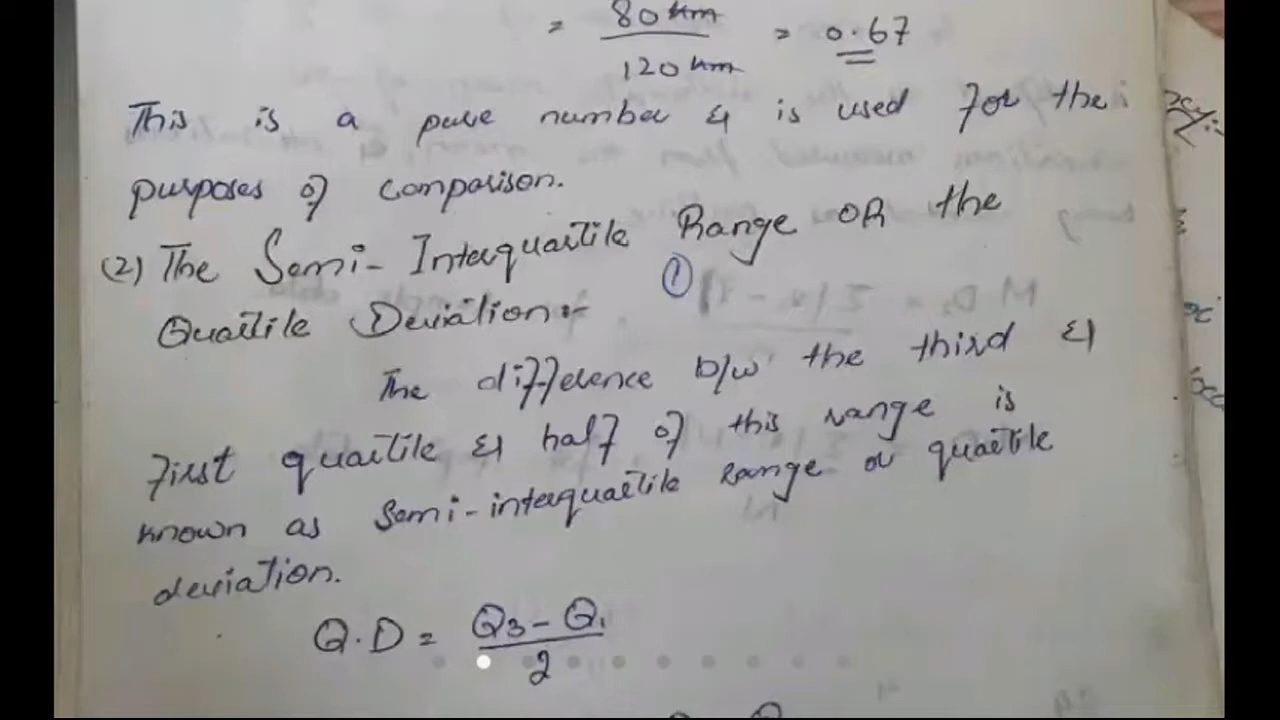 = 80 km / 120 km = 0.67
This is a pure number & is used for the
purposes of comparison.
(2) The Semi-Interquartile Range OR the
Quartile Deviation:-
①
The difference b/w the third &
first quartile & half of this range is
known as semi-interquartile range or quartile
deviation.
Q.D = Q3 - Q1 / 2